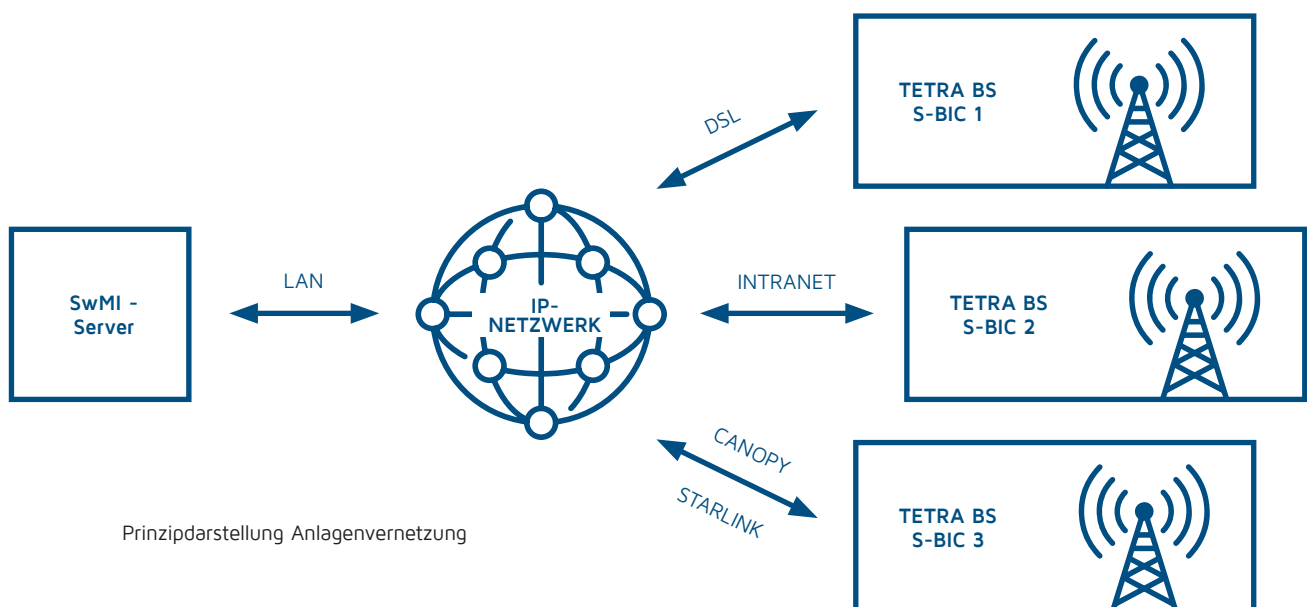 TETRA BS
S-BIC 1
DSL
SwMI -
Server
LAN
IP-
NETZWERK
INTRANET
TETRA BS
S-BIC 2
CANOPY
STARLINK
TETRA BS
S-BIC 3
Prinzipdarstellung Anlagenvernetzung